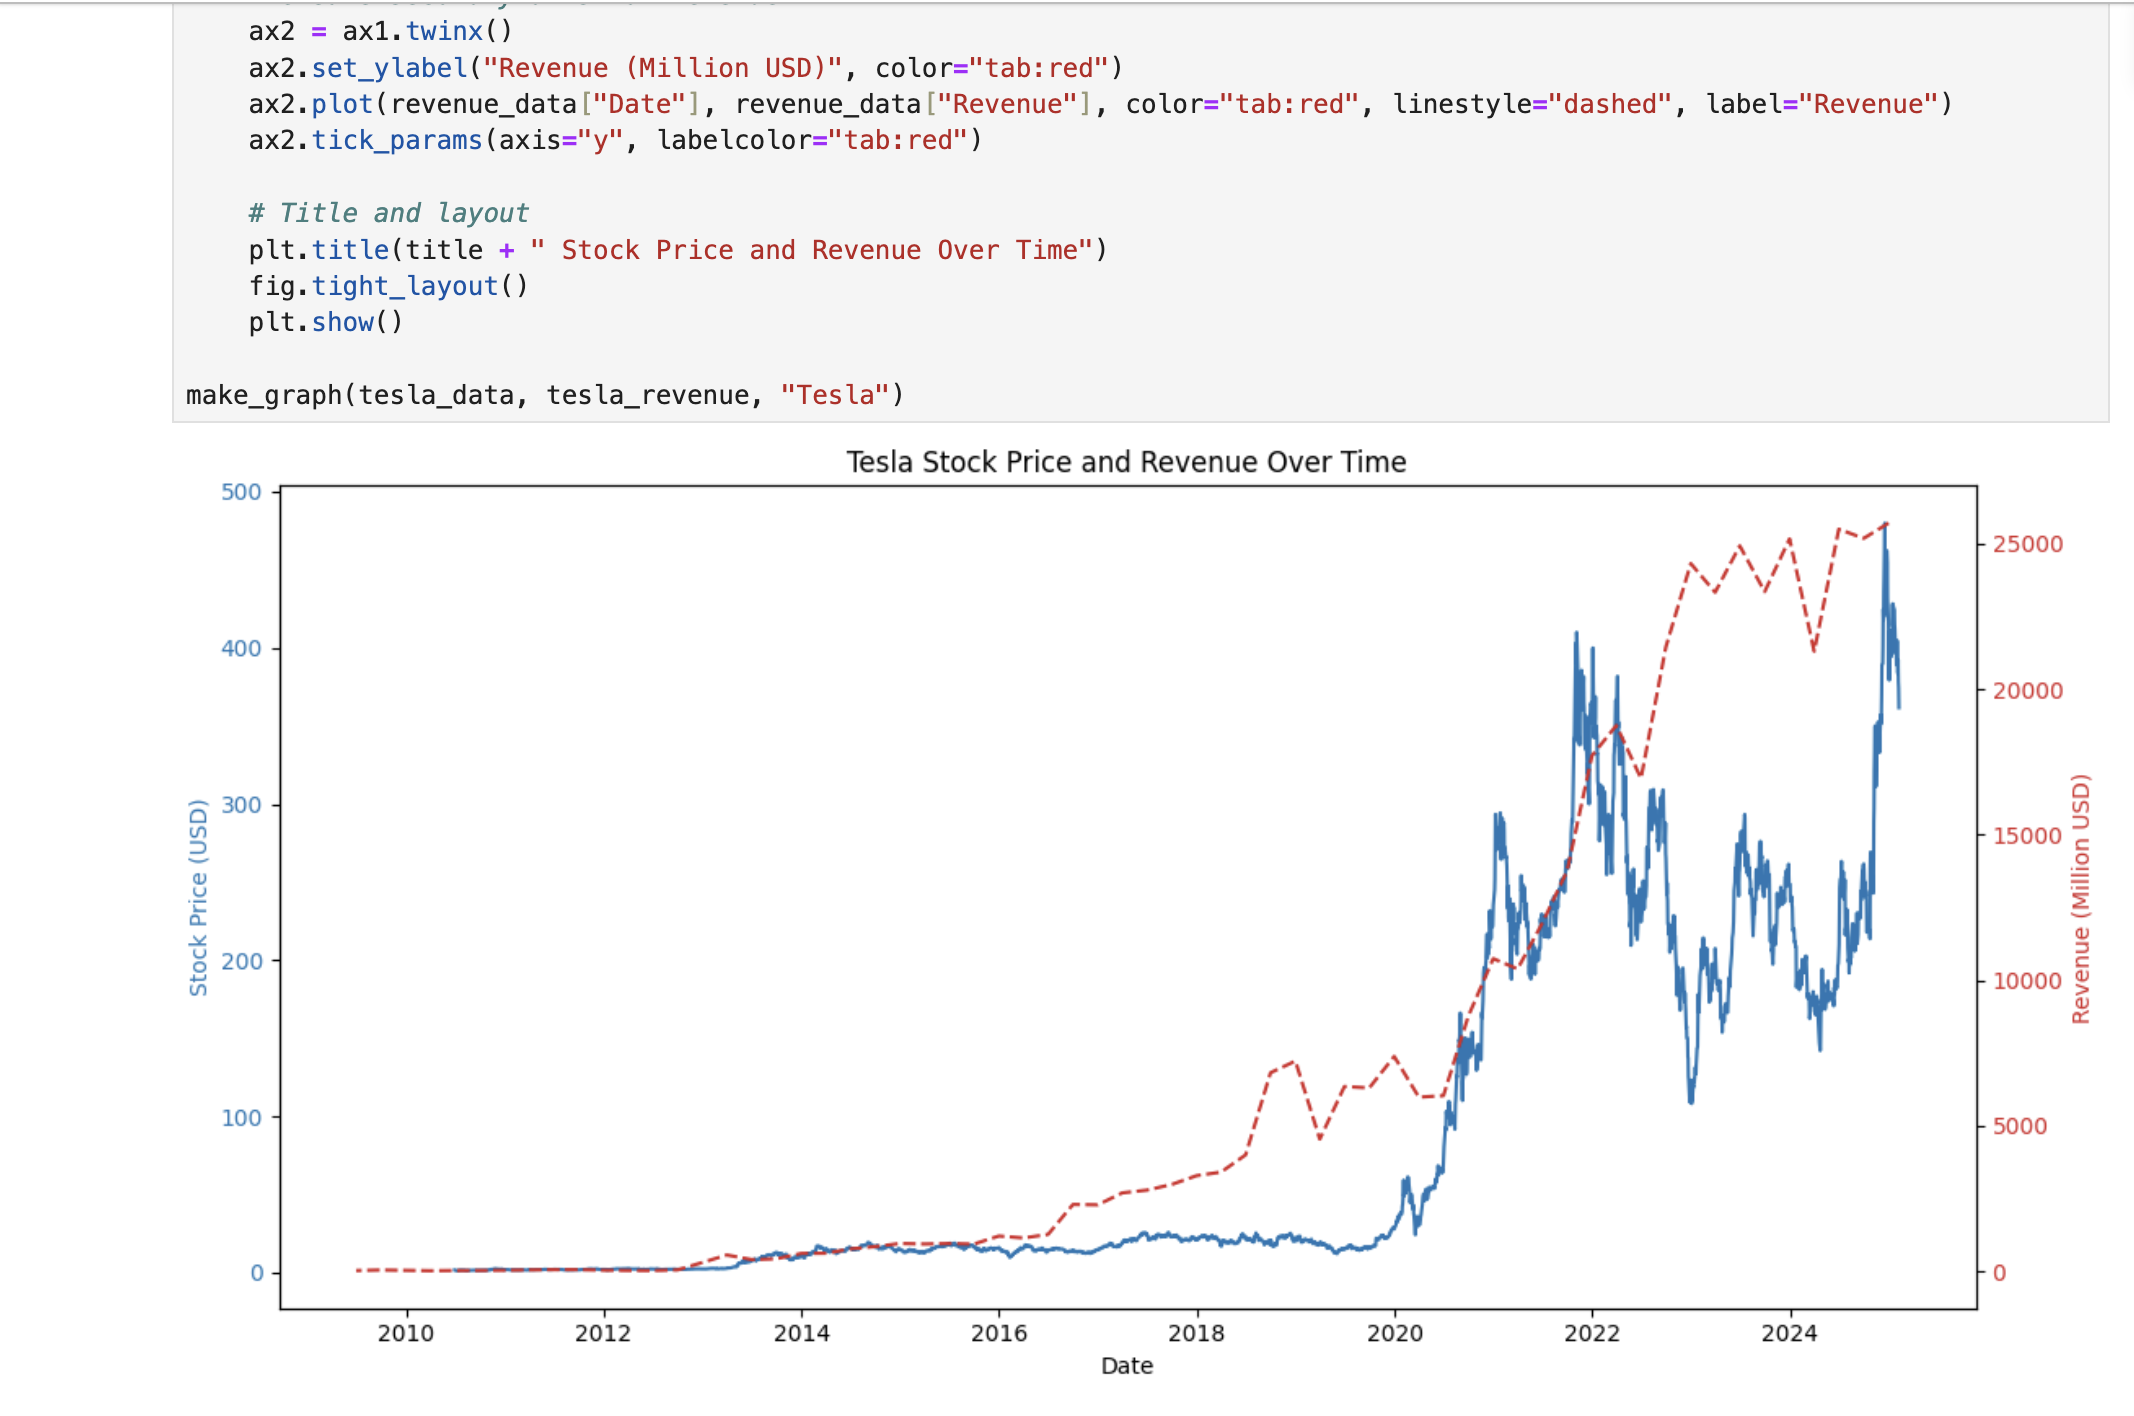 ax2 = ax1.twinx()
ax2.set_ylabel("Revenue (Million USD)", color="tab:red")
ax2.plot(revenue_data["Date"], revenue_data["Revenue"], color="tab:red", linestyle="dashed", label="Revenue")
ax2.tick_params(axis="y", labelcolor="tab:red")
# Title and layout
plt.title(title + " Stock Price and Revenue Over Time")
fig.tight_layout()
plt.show()
make_graph(tesla_data, tesla_revenue, "Tesla")
Tesla Stock Price and Revenue Over Time
500
400
300
200
100
0
Stock Price (USD)
25000
20000
15000
10000
5000
0
Revenue (Million USD)
2010 2012 2014 2016 2018 2020 2022 2024
Date